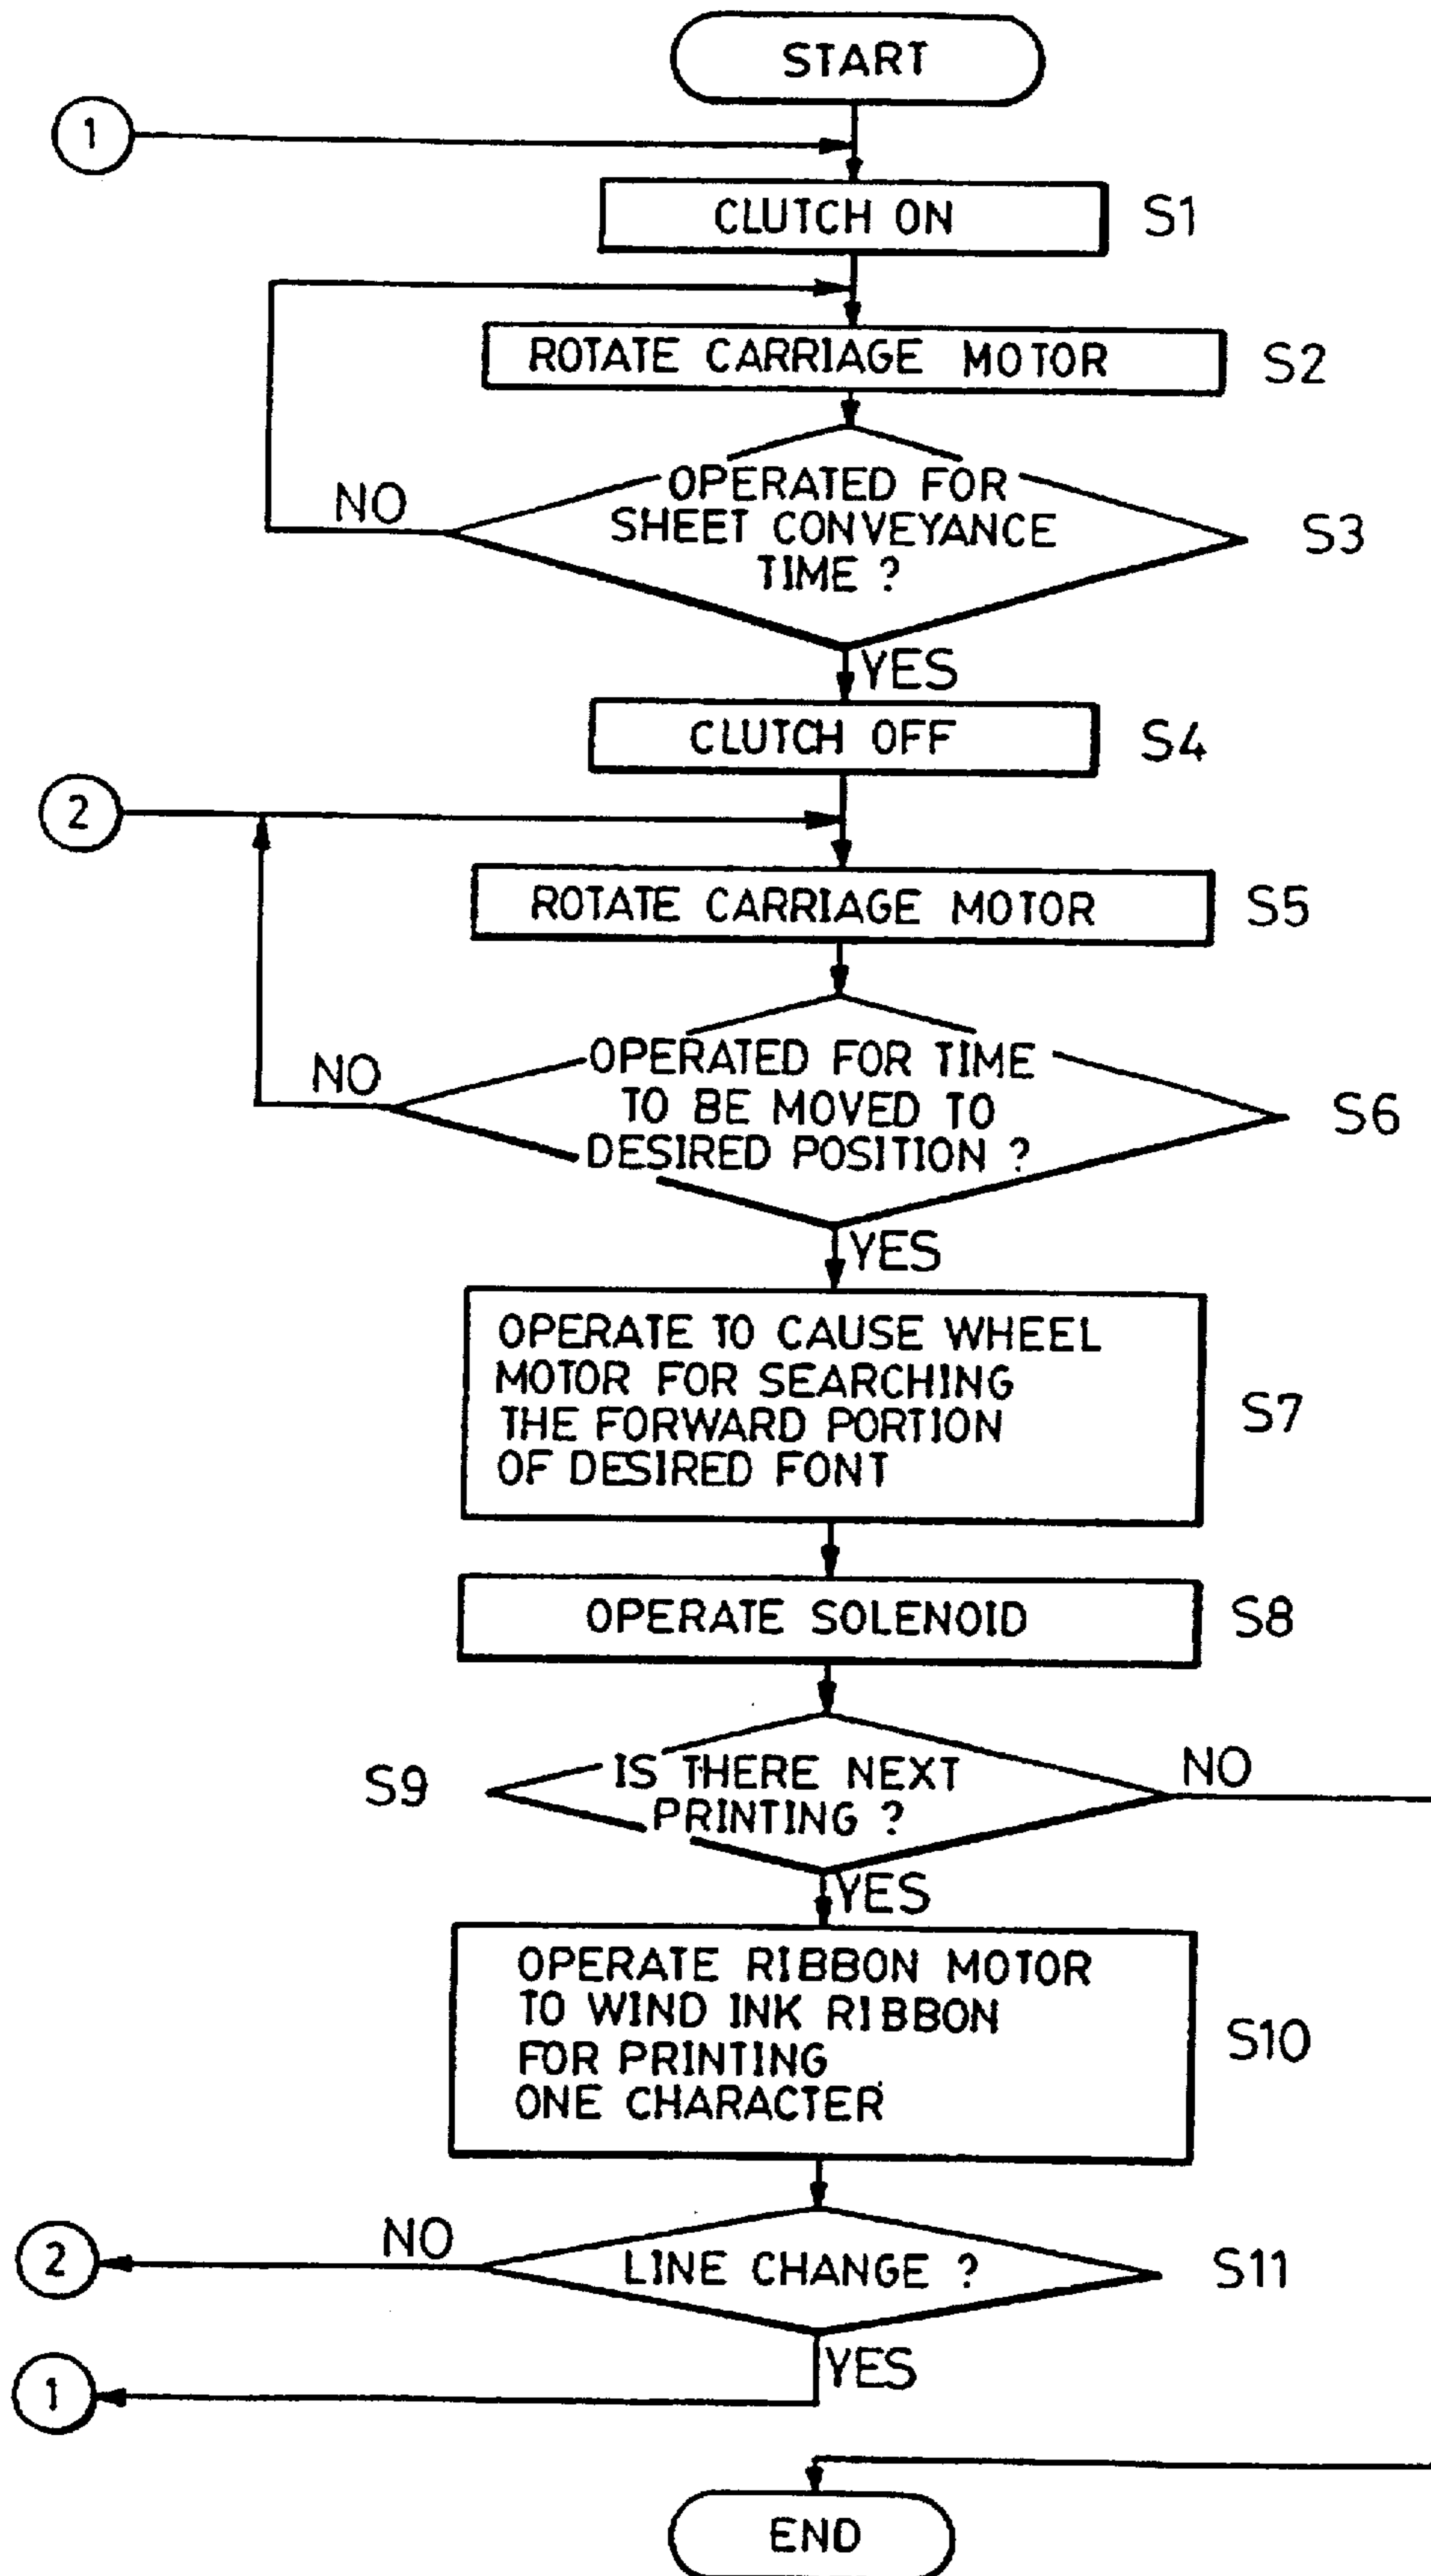 START
1
CLUTCH ON S1
ROTATE CARRIAGE MOTOR S2
OPERATED FOR
SHEET CONVEYANCE
TIME ?
NO
S3
YES
CLUTCH OFF S4
2
ROTATE CARRIAGE MOTOR S5
OPERATED FOR TIME
TO BE MOVED TO
DESIRED POSITION ?
NO
S6
YES
OPERATE TO CAUSE WHEEL
MOTOR FOR SEARCHING
THE FORWARD PORTION
OF DESIRED FONT
S7
OPERATE SOLENOID S8
S9
IS THERE NEXT
PRINTING ?
NO
YES
OPERATE RIBBON MOTOR
TO WIND INK RIBBON
FOR PRINTING
ONE CHARACTER
S10
2
NO
LINE CHANGE ? S11
YES
1
END